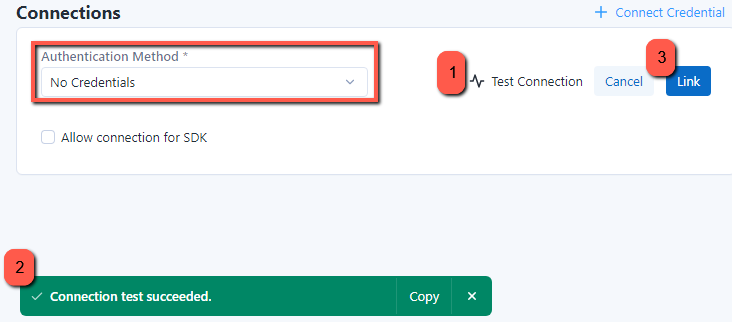 Connections
+ Connect Credential
Authentication Method *
No Credentials
1
Test Connection
Cancel
3
Link
Allow connection for SDK
2
Connection test succeeded.
Copy